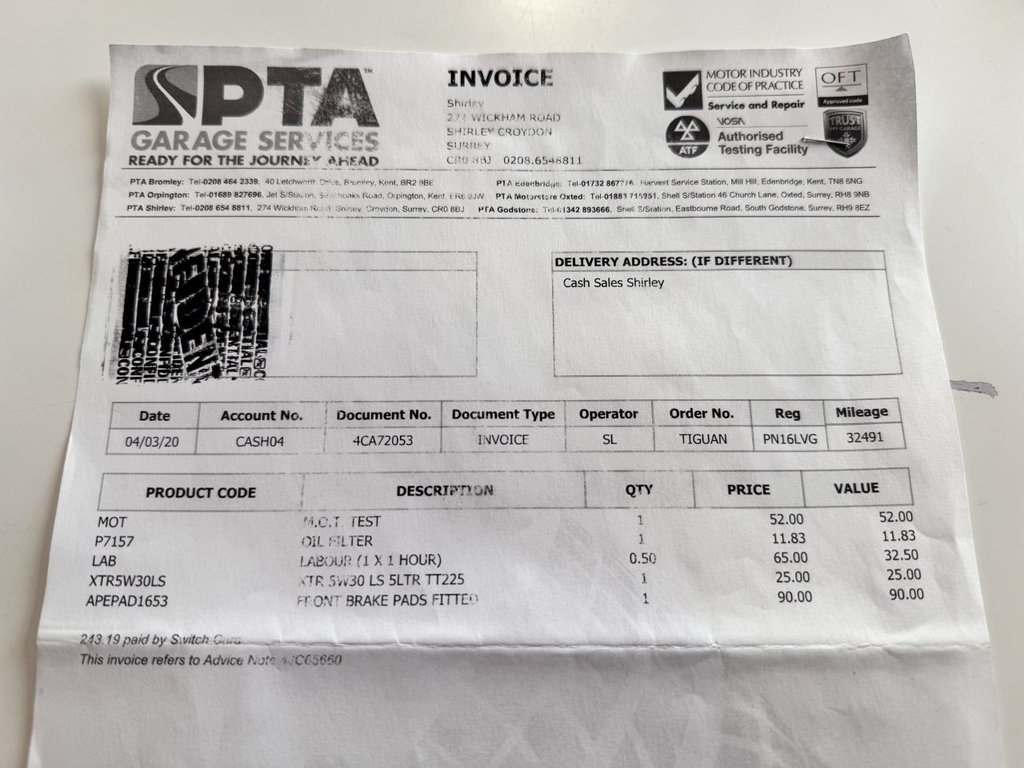 PTA™
GARAGE SERVICES
READY FOR THE JOURNEY AHEAD
INVOICE
Shirley
274 WICKHAM ROAD
SHIRLEY CROYDON
SURREY
CR0 8BJ 0208.6548811
MOTOR INDUSTRY
CODE OF PRACTICE
Service and Repair
OFT
Approved code
VOSA
ATF
Authorised
Testing Facility
TRUST
MY GARAGE
PTA Bromley: Tel-0208 464 2339, 40 Letchworth Drive, Bromley, Kent, BR2 9BE
PTA Edenbridge: Tel-01732 867776, Harvest Service Station, Mill Hill, Edenbridge, Kent, TN8 6NG
PTA Orpington: Tel-01689 827696, Jet S/Station, Road, Orpington, Kent
PTA Motorstore Oxted: Tel-01883 715951, Shell S/Station 46 Church Lane, Oxted, Surrey, RH8 9NB
PTA Shirley: Tel-0208 654 8811, 274 Wickham Road, Shirley, Croydon, Surrey, CR0 8BJ
PTA Godstone: Tel-01342 893666, Shell S/Station, Eastbourne Road, South Godstone, Surrey, RH9 8EZ
DELIVERY ADDRESS: (IF DIFFERENT)
Cash Sales Shirley
Date Account No. Document No. Document Type Operator Order No. Reg Mileage
04/03/20 CASH04 4CA72053 INVOICE SL TIGUAN PN16LVG 32491
PRODUCT CODE DESCRIPTION QTY PRICE VALUE
MOT M.O.T. TEST 1 52.00 52.00
P7157 OIL FILTER 1 11.83 11.83
LAB LABOUR (1 X 1 HOUR) 0.50 65.00 32.50
XTR5W30LS XTR 5W30 LS 5LTR TT225 1 25.00 25.00
APEPAD1653 FRONT BRAKE PADS FITTED 1 90.00 90.00
243.19 paid by Switch Card
This invoice refers to Advice Note